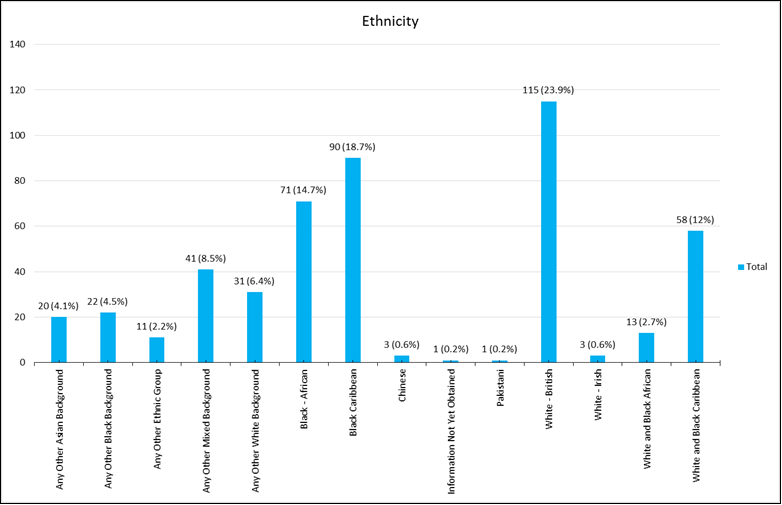 Ethnicity
140
120
100
80
60
40
20
0
20 (4.1%)
22 (4.5%)
11 (2.2%)
41 (8.5%)
31 (6.4%)
71 (14.7%)
90 (18.7%)
3 (0.6%)
1 (0.2%)
1 (0.2%)
115 (23.9%)
3 (0.6%)
13 (2.7%)
58 (12%)
Total
Any Other Asian Background
Any Other Black Background
Any Other Ethnic Group
Any Other Mixed Background
Any Other White Background
Black - African
Black Caribbean
Chinese
Information Not Yet Obtained
Pakistani
White - British
White - Irish
White and Black African
White and Black Caribbean